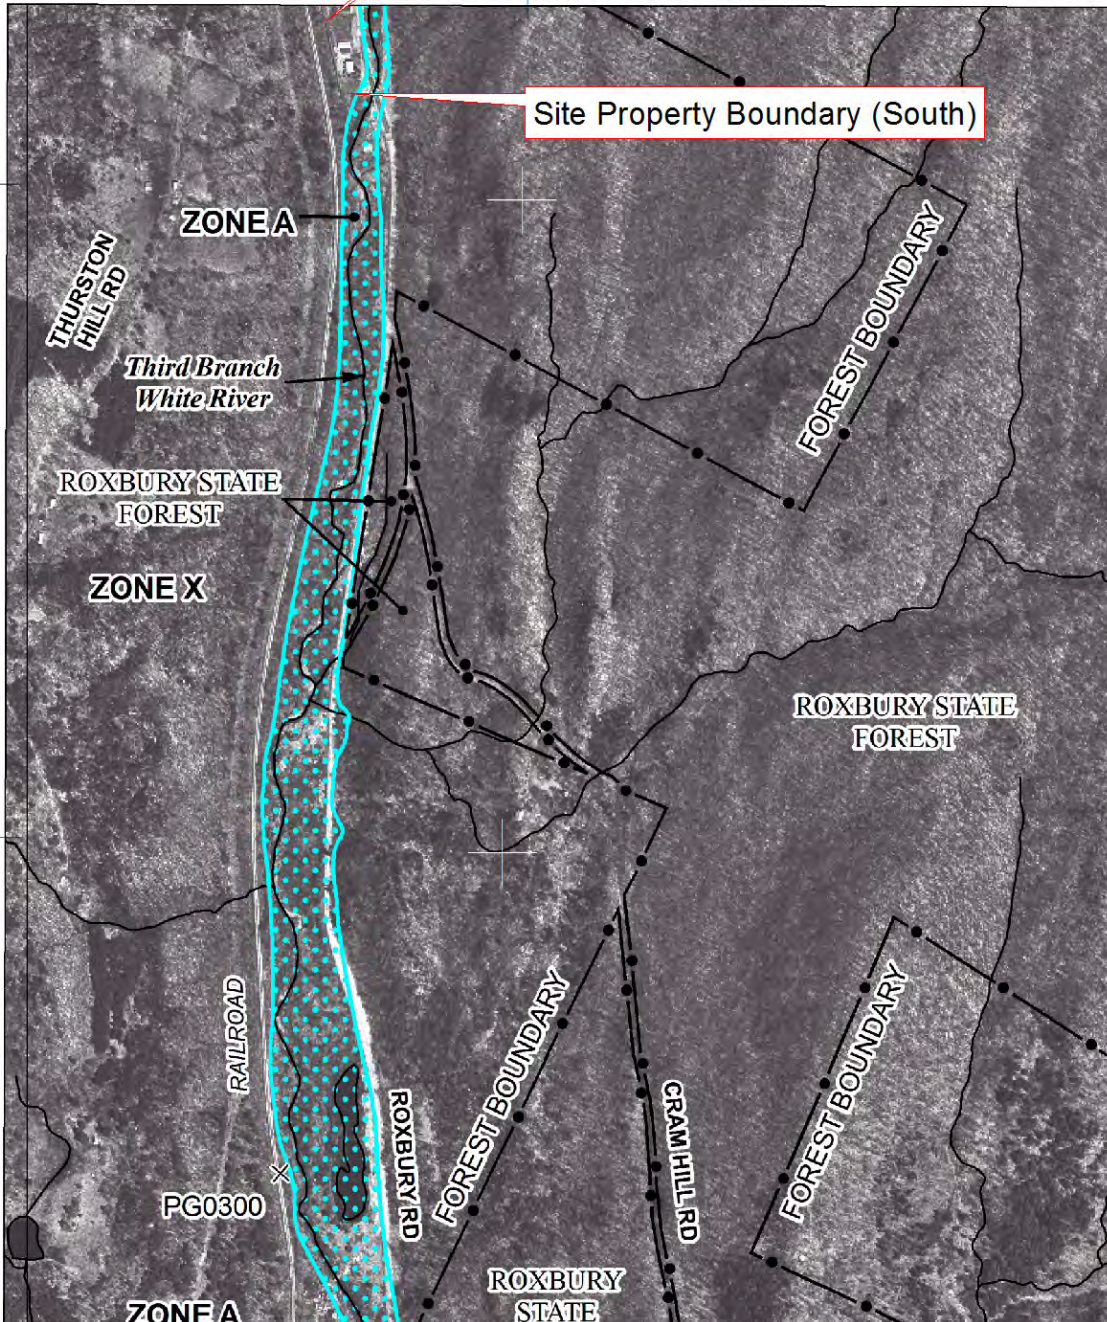 Site Property Boundary (South)
ZONE A
THURSTON
HILL RD
FOREST BOUNDARY
Third Branch
White River
ROXBURY STATE
FOREST
ZONE X
ROXBURY STATE
FOREST
RAILROAD
FOREST BOUNDARY
FOREST BOUNDARY
ROXBURY RD
CRAM HILL RD
PG0300
ROXBURY
STATE
ZONE A